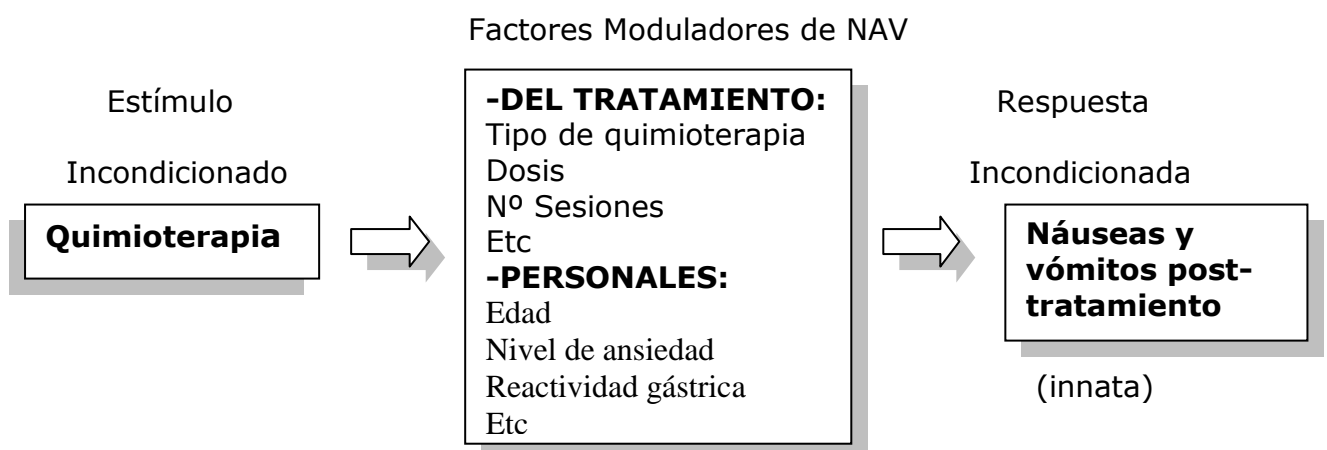 Factores Moduladores de NAV
Estímulo
Incondicionado
Quimioterapia
-DEL TRATAMIENTO:
Tipo de quimioterapia
Dosis
Nº Sesiones
Etc
-PERSONALES:
Edad
Nivel de ansiedad
Reactividad gástrica
Etc
Respuesta
Incondicionada
Náuseas y
vómitos post-
tratamiento
(innata)